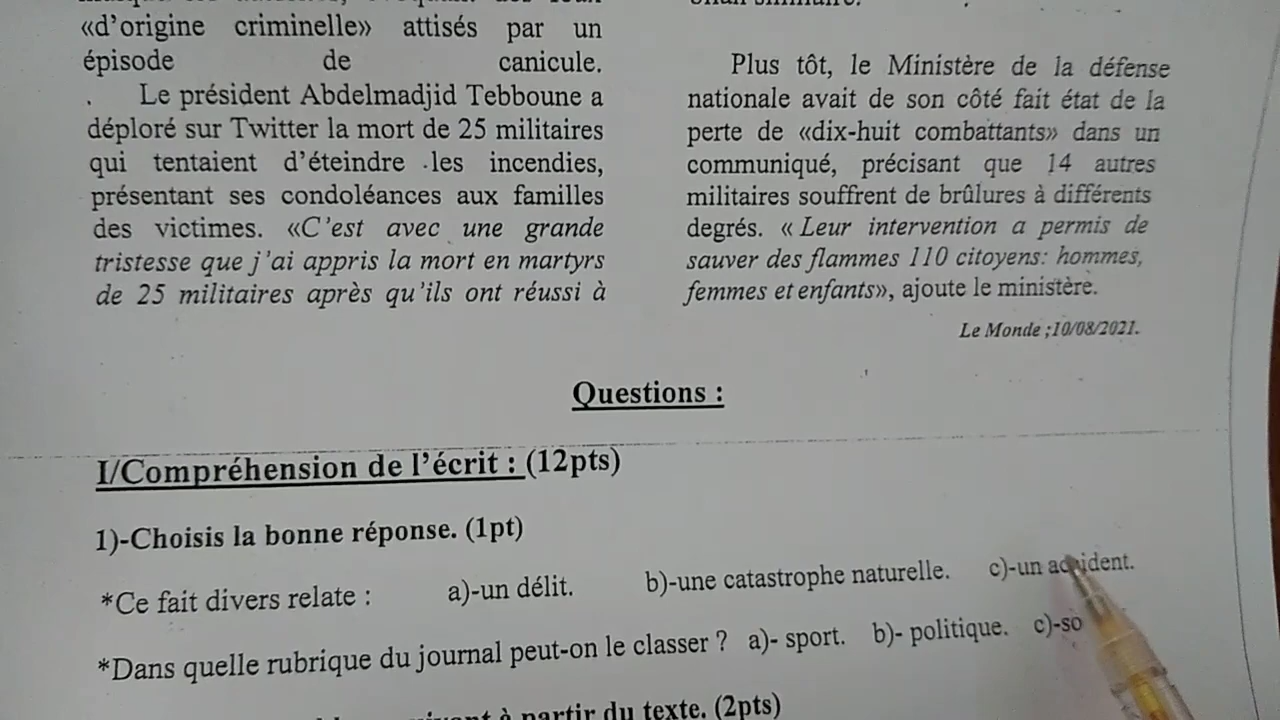 «d’origine criminelle» attisés par un
épisode de canicule.
. Le président Abdelmadjid Tebboune a
déploré sur Twitter la mort de 25 militaires
qui tentaient d’éteindre les incendies,
présentant ses condoléances aux familles
des victimes. «C’est avec une grande
tristesse que j’ai appris la mort en martyrs
de 25 militaires après qu’ils ont réussi à
Plus tôt, le Ministère de la défense
nationale avait de son côté fait état de la
perte de «dix-huit combattants» dans un
communiqué, précisant que 14 autres
militaires souffrent de brûlures à différents
degrés. « Leur intervention a permis de
sauver des flammes 110 citoyens: hommes,
femmes et enfants», ajoute le ministère.
Le Monde ;10/08/2021.
Questions :
I/Compréhension de l’écrit : (12pts)
1)-Choisis la bonne réponse. (1pt)
*Ce fait divers relate : a)-un délit. b)-une catastrophe naturelle. c)-un accident.
*Dans quelle rubrique du journal peut-on le classer ? a)- sport. b)- politique. c)-so
à partir du texte. (2pts)